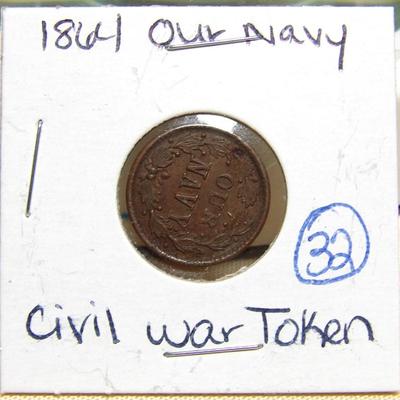 1864 Our Navy
OUR
NAVY
32
Civil War Token